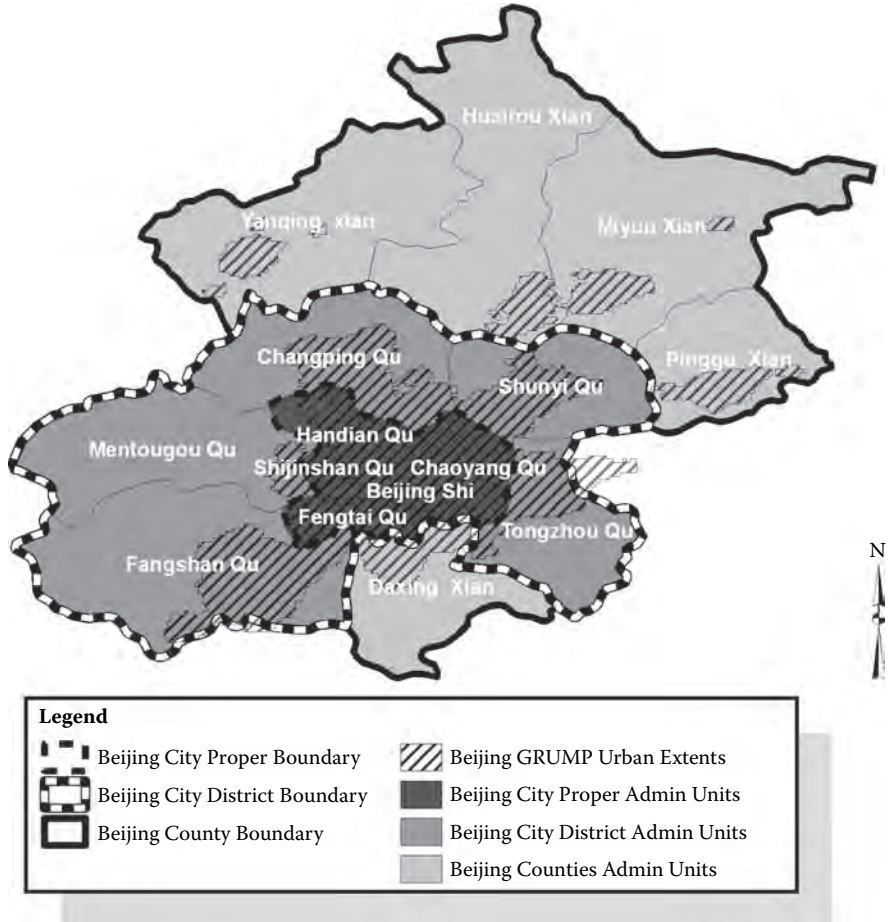 Huairou Xian
Yanqing xian
Miyuu Xian
Changping Qu
Pinggu Xian
Shunyi Qu
Handian Qu
Mentougou Qu
Shijinshan Qu
Chaoyang Qu
Beijing Shi
Fengtai Qu
Tongzhou Qu
Fangshan Qu
Daxing Xian
N
Legend
Beijing City Proper Boundary
Beijing City District Boundary
Beijing County Boundary
Beijing GRUMP Urban Extents
Beijing City Proper Admin Units
Beijing City District Admin Units
Beijing Counties Admin Units